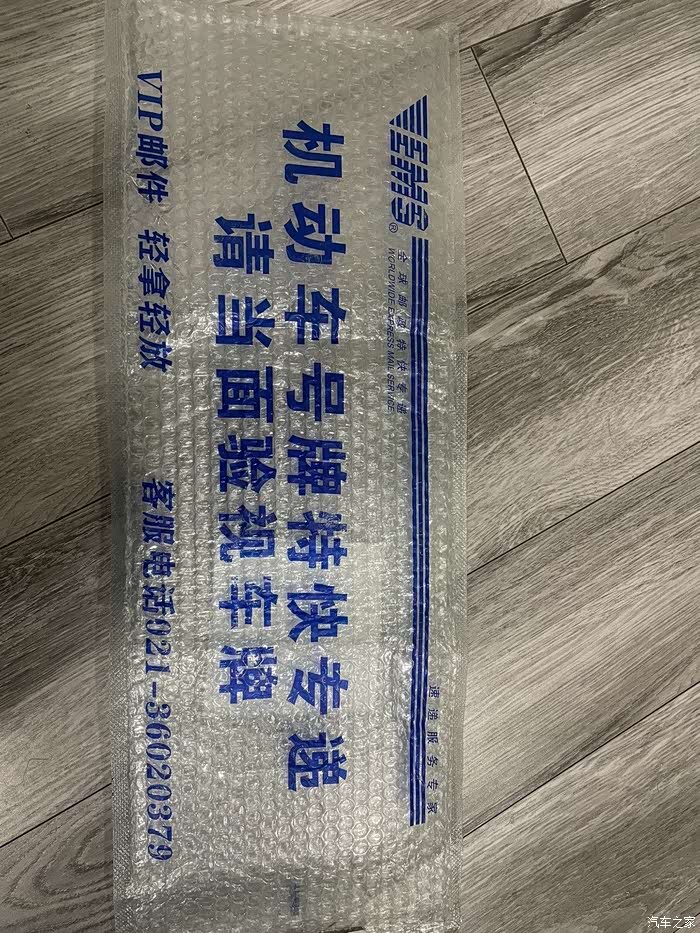 EMS®
全球邮政特快专递
WORLDWIDE EXPRESS MAIL SERVICE
速递服务专家
机动车号牌特快专递
请当面验视车牌
VIP邮件 轻拿轻放 客服电话021-36020379
汽车之家